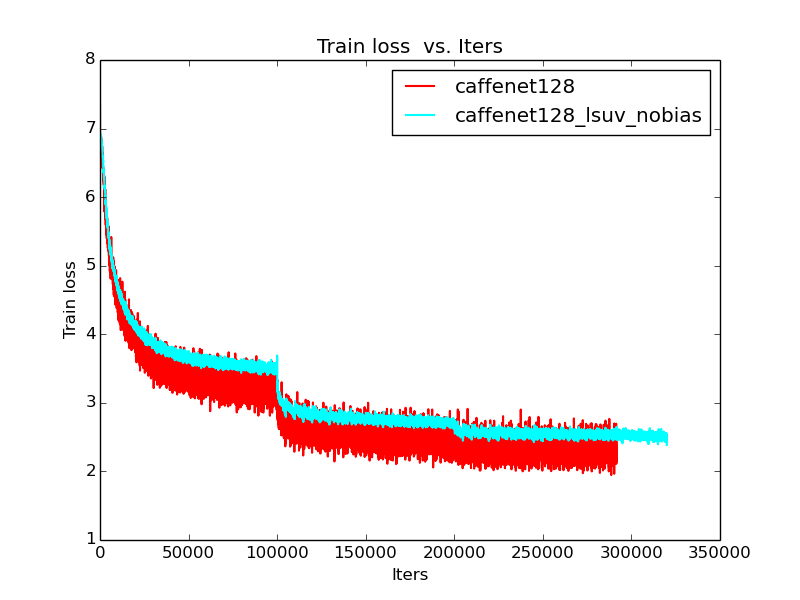 Train loss  vs. Iters
caffenet128
caffenet128_lsuv_nobias
8
7
6
5
4
3
2
1
Train loss
0 50000 100000 150000 200000 250000 300000 350000
Iters